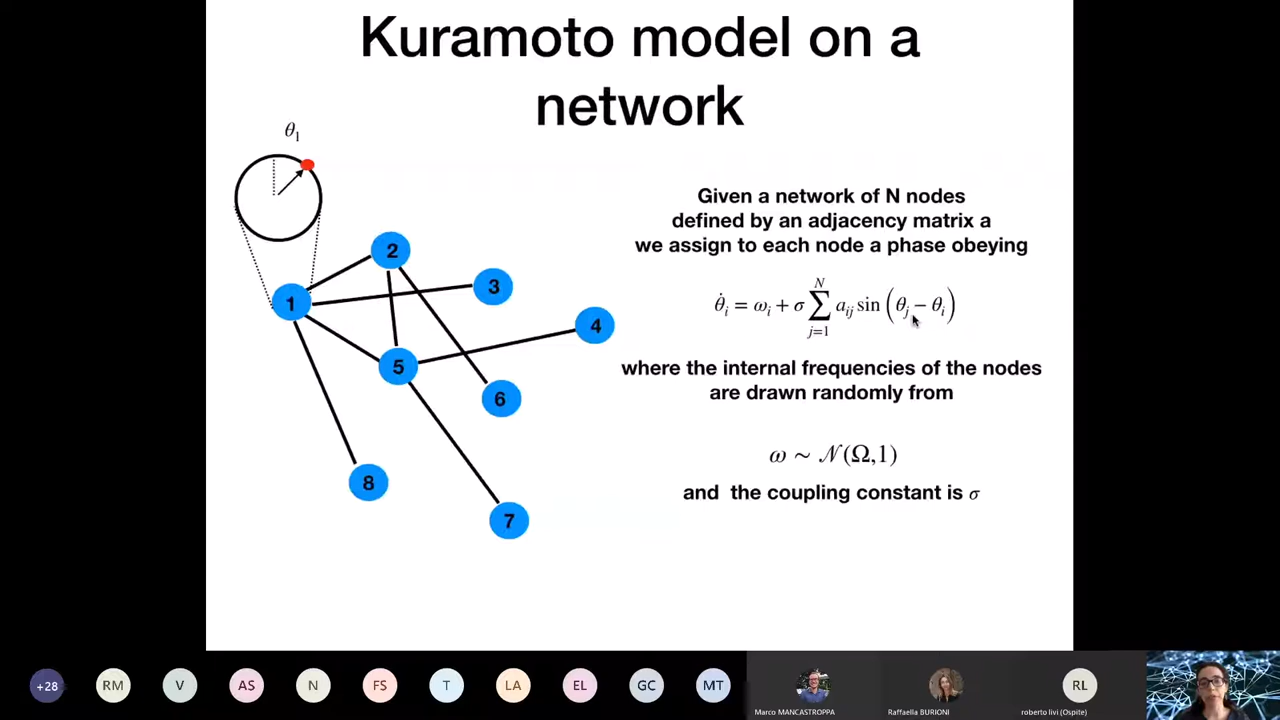 Kuramoto model on a
network
θ₁
Given a network of N nodes
defined by an adjacency matrix a
we assign to each node a phase obeying
θ̇ᵢ = ωᵢ + σ ∑ⱼ₌₁ᴺ aᵢⱼ sin (θⱼ − θᵢ)
where the internal frequencies of the nodes
are drawn randomly from
ω ∼ 𝒩(Ω,1)
and the coupling constant is σ
1
2
3
4
5
6
7
8
+28 RM V AS N FS T LA EL GC MT RL
Marco MANCASTROPPA Raffaella BURIONI roberto livi (Ospite)